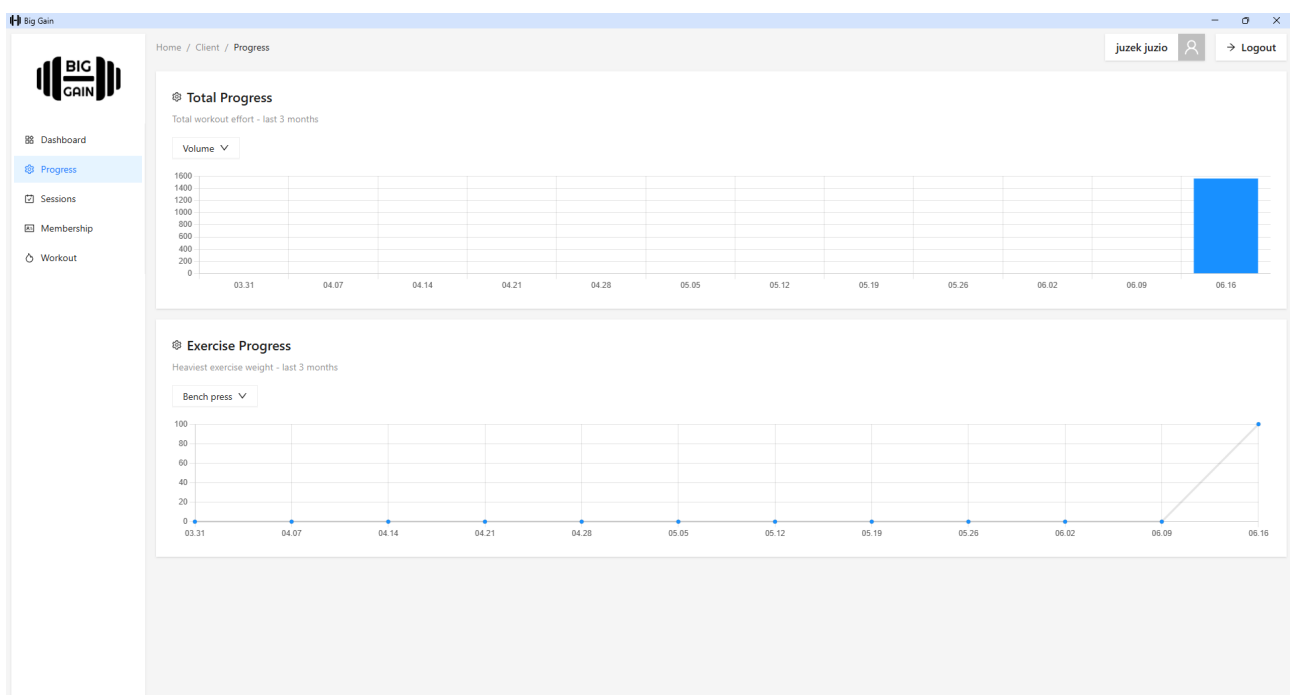 Big Gain
BIG
GAIN
Home / Client / Progress
juzek juzio
Logout
Dashboard
Progress
Sessions
Membership
Workout
Total Progress
Total workout effort - last 3 months
Volume
1600
1400
1200
1000
800
600
400
200
0
03.31 04.07 04.14 04.21 04.28 05.05 05.12 05.19 05.26 06.02 06.09 06.16
Exercise Progress
Heaviest exercise weight - last 3 months
Bench press
100
80
60
40
20
0
03.31 04.07 04.14 04.21 04.28 05.05 05.12 05.19 05.26 06.02 06.09 06.16